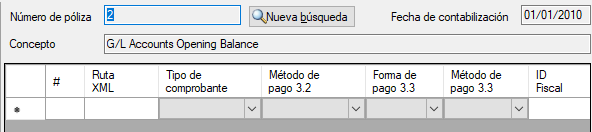 Número de póliza 2 Nueva búsqueda Fecha de contabilización 01/01/2010
Concepto G/L Accounts Opening Balance
# Ruta XML Tipo de comprobante Método de pago 3.2 Forma de pago 3.3 Método de pago 3.3 ID Fiscal
*